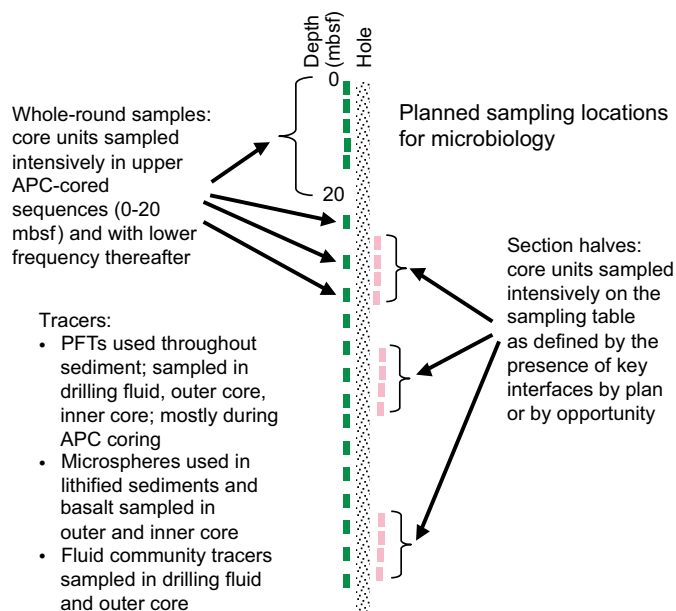 Depth
(mbsf)
Hole
0
20
Whole-round samples:
core units sampled
intensively in upper
APC-cored
sequences (0-20
mbsf) and with lower
frequency thereafter
Planned sampling locations
for microbiology
Section halves:
core units sampled
intensively on the
sampling table
as defined by the
presence of key
interfaces by plan
or by opportunity
Tracers:
• PFTs used throughout
sediment; sampled in
drilling fluid, outer core,
inner core; mostly during
APC coring
• Microspheres used in
lithified sediments and
basalt sampled in
outer and inner core
• Fluid community tracers
sampled in drilling fluid
and outer core